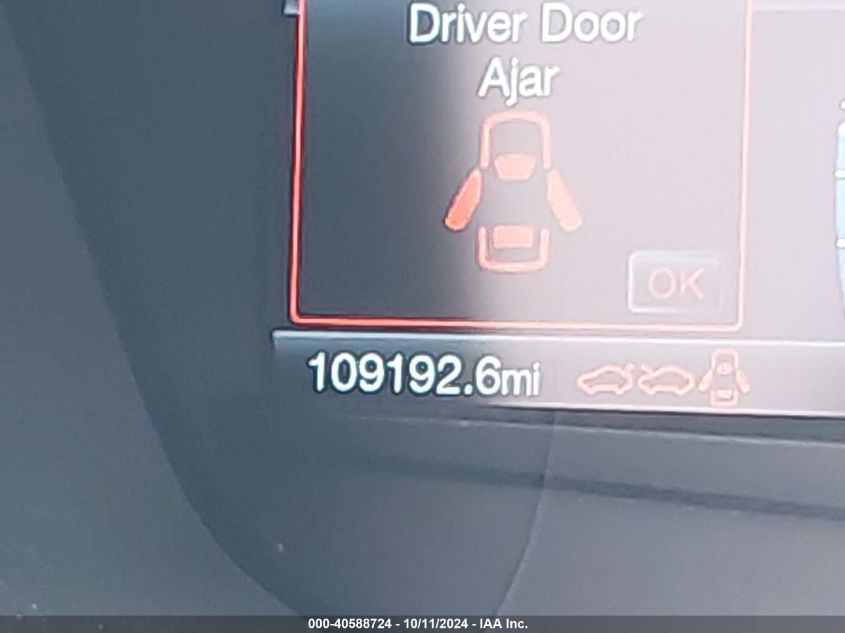 Driver Door
Ajar
OK
109192.6mi
000-40588724 - 10/11/2024 - IAA Inc.